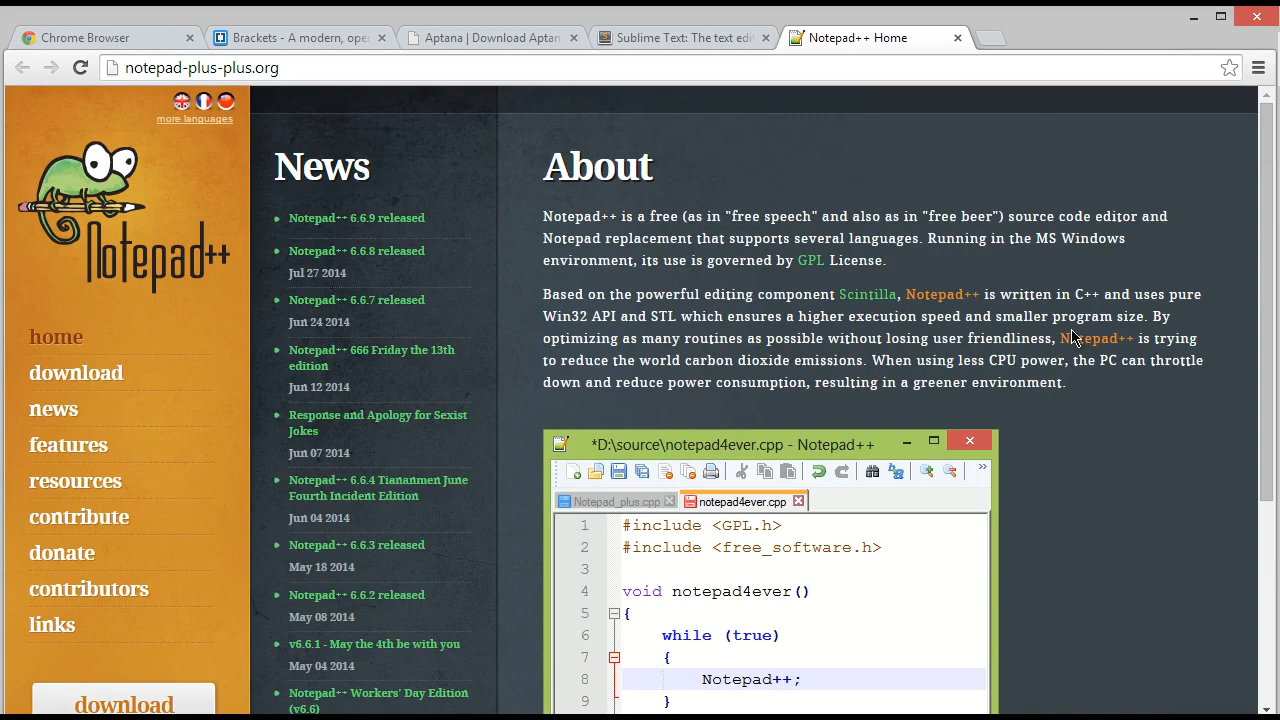 Chrome Browser
Brackets - A modern, ope
Aptana | Download Aptan
Sublime Text: The text edi
Notepad++ Home
notepad-plus-plus.org
more languages
Notepad++
home
download
news
features
resources
contribute
donate
contributors
links
download
News
Notepad++ 6.6.9 released
Notepad++ 6.6.8 released
Jul 27 2014
Notepad++ 6.6.7 released
Jun 24 2014
Notepad++ 666 Friday the 13th
edition
Jun 12 2014
Response and Apology for Sexist
Jokes
Jun 07 2014
Notepad++ 6.6.4 Tiananmen June
Fourth Incident Edition
Jun 04 2014
Notepad++ 6.6.3 released
May 18 2014
Notepad++ 6.6.2 released
May 08 2014
v6.6.1 - May the 4th be with you
May 04 2014
Notepad++ Workers' Day Edition
(v6.6)
About
Notepad++ is a free (as in "free speech" and also as in "free beer") source code editor and
Notepad replacement that supports several languages. Running in the MS Windows
environment, its use is governed by GPL License.
Based on the powerful editing component Scintilla, Notepad++ is written in C++ and uses pure
Win32 API and STL which ensures a higher execution speed and smaller program size. By
optimizing as many routines as possible without losing user friendliness, Notepad++ is trying
to reduce the world carbon dioxide emissions. When using less CPU power, the PC can throttle
down and reduce power consumption, resulting in a greener environment.
*D:\source\notepad4ever.cpp - Notepad++
Notepad_plus.cpp
notepad4ever.cpp
1 #include <GPL.h>
2 #include <free_software.h>
3
4 void notepad4ever()
5 {
6 while (true)
7 {
8 Notepad++;
9 }